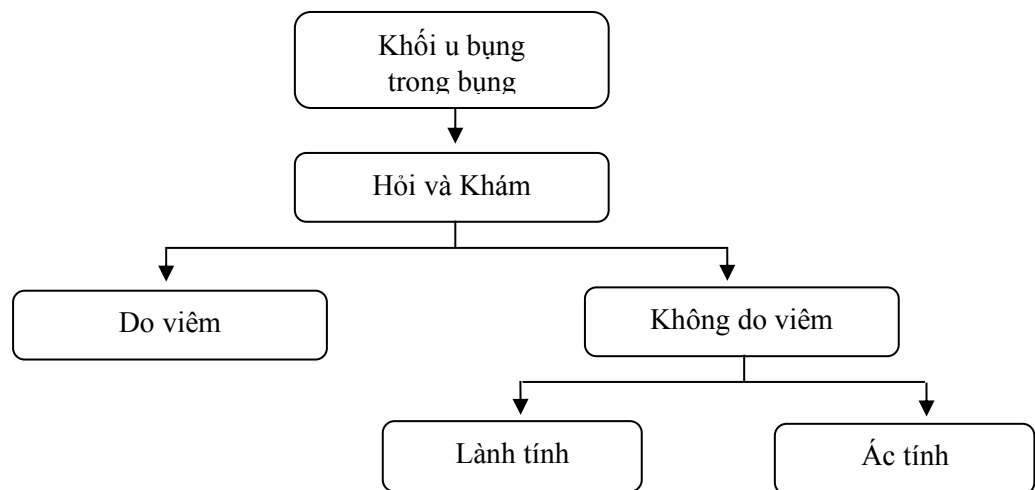 Khối u bụng
trong bụng
Hỏi và Khám
Do viêm
Không do viêm
Lành tính
Ác tính